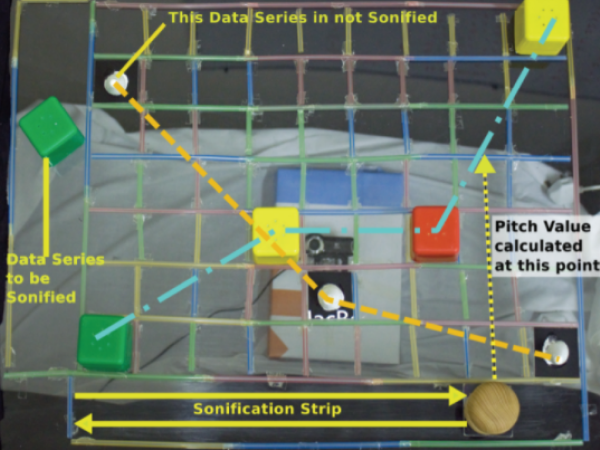 This Data Series in not Sonified
Pitch Value
calculated
at this point
Data Series
to be
Sonified
Sonification Strip